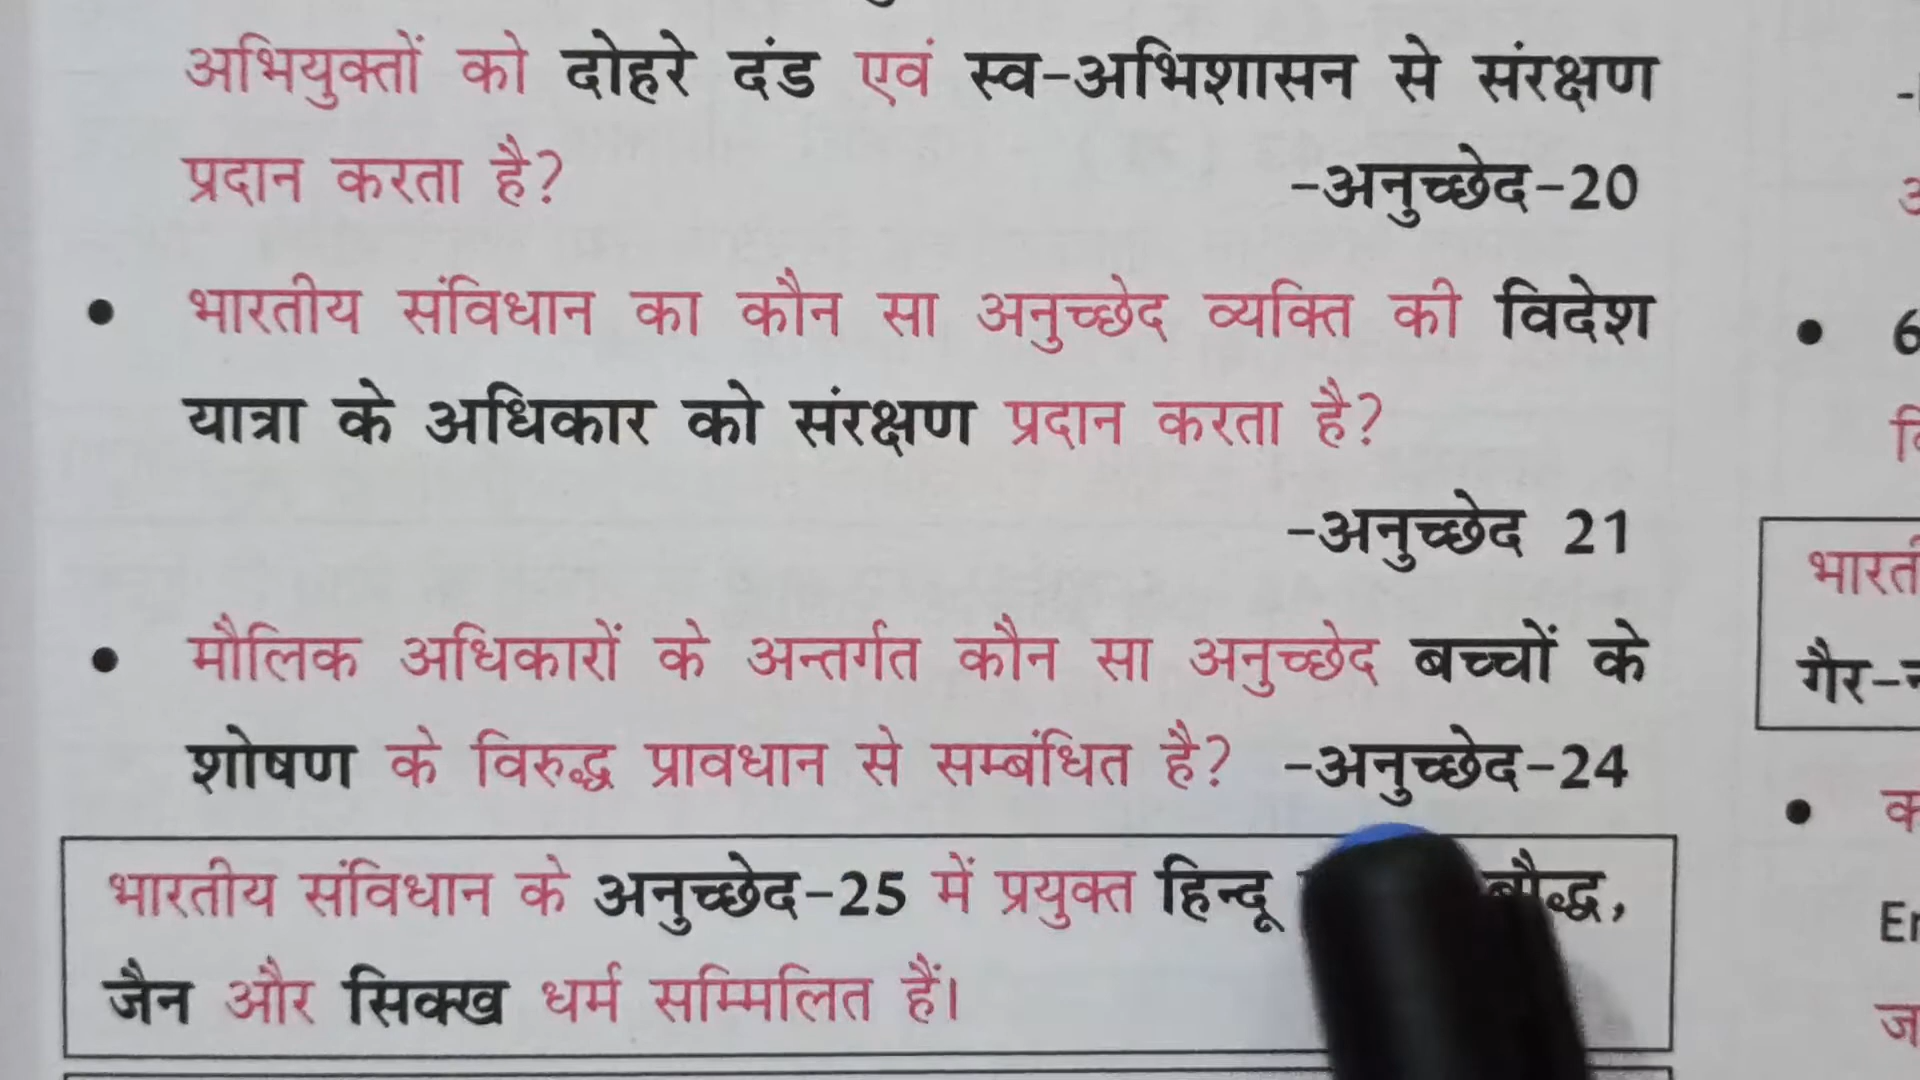 अभियुक्तों को दोहरे दंड एवं स्व-अभिशासन से संरक्षण
प्रदान करता है? -अनुच्छेद-20
• भारतीय संविधान का कौन सा अनुच्छेद व्यक्ति की विदेश
यात्रा के अधिकार को संरक्षण प्रदान करता है?
-अनुच्छेद 21
• मौलिक अधिकारों के अन्तर्गत कौन सा अनुच्छेद बच्चों के
शोषण के विरुद्ध प्रावधान से सम्बंधित है? -अनुच्छेद-24
भारतीय संविधान के अनुच्छेद-25 में प्रयुक्त हिन्दू बौद्ध,
जैन और सिक्ख धर्म सम्मिलित हैं।
• 6
गैर-